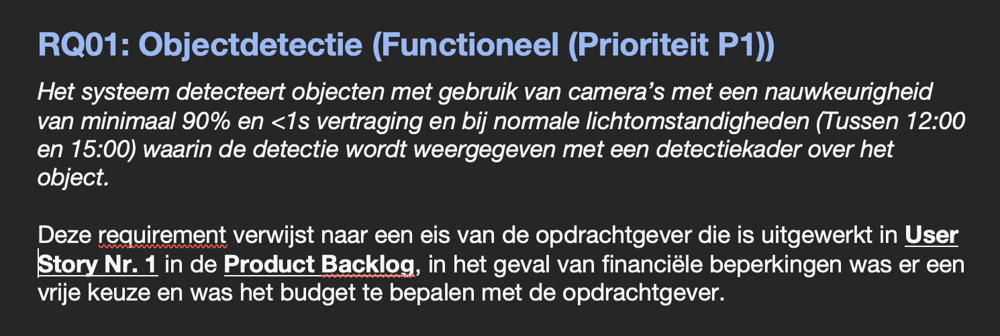 RQ01: Objectdetectie (Functioneel (Prioriteit P1))
Het systeem detecteert objecten met gebruik van camera’s met een nauwkeurigheid
van minimaal 90% en <1s vertraging en bij normale lichtomstandigheden (Tussen 12:00
en 15:00) waarin de detectie wordt weergegeven met een detectiekader over het
object.
Deze requirement verwijst naar een eis van de opdrachtgever die is uitgewerkt in User
Story Nr. 1 in de Product Backlog, in het geval van financiële beperkingen was er een
vrije keuze en was het budget te bepalen met de opdrachtgever.